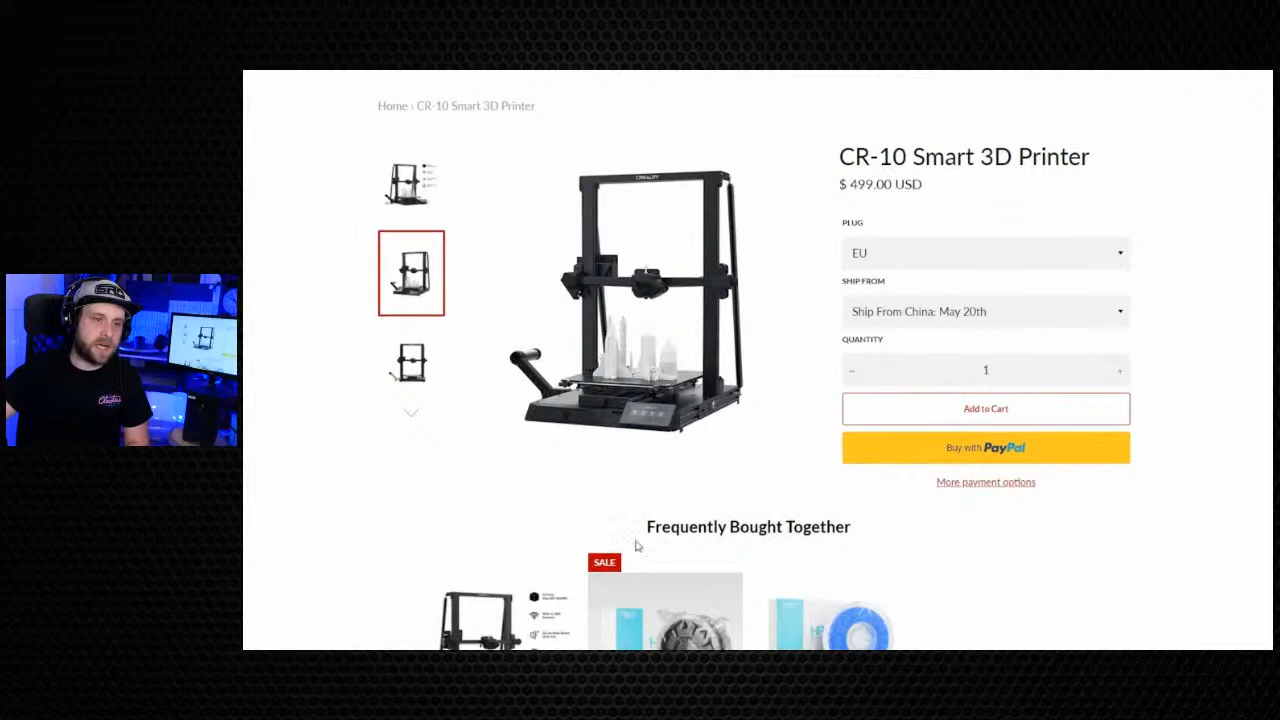 Home › CR-10 Smart 3D Printer
CREALITY
CR-10 Smart 3D Printer
$ 499.00 USD
PLUG
EU
SHIP FROM
Ship From China: May 20th
QUANTITY
− 1 +
Add to Cart
Buy with PayPal
More payment options
Frequently Bought Together
SALE